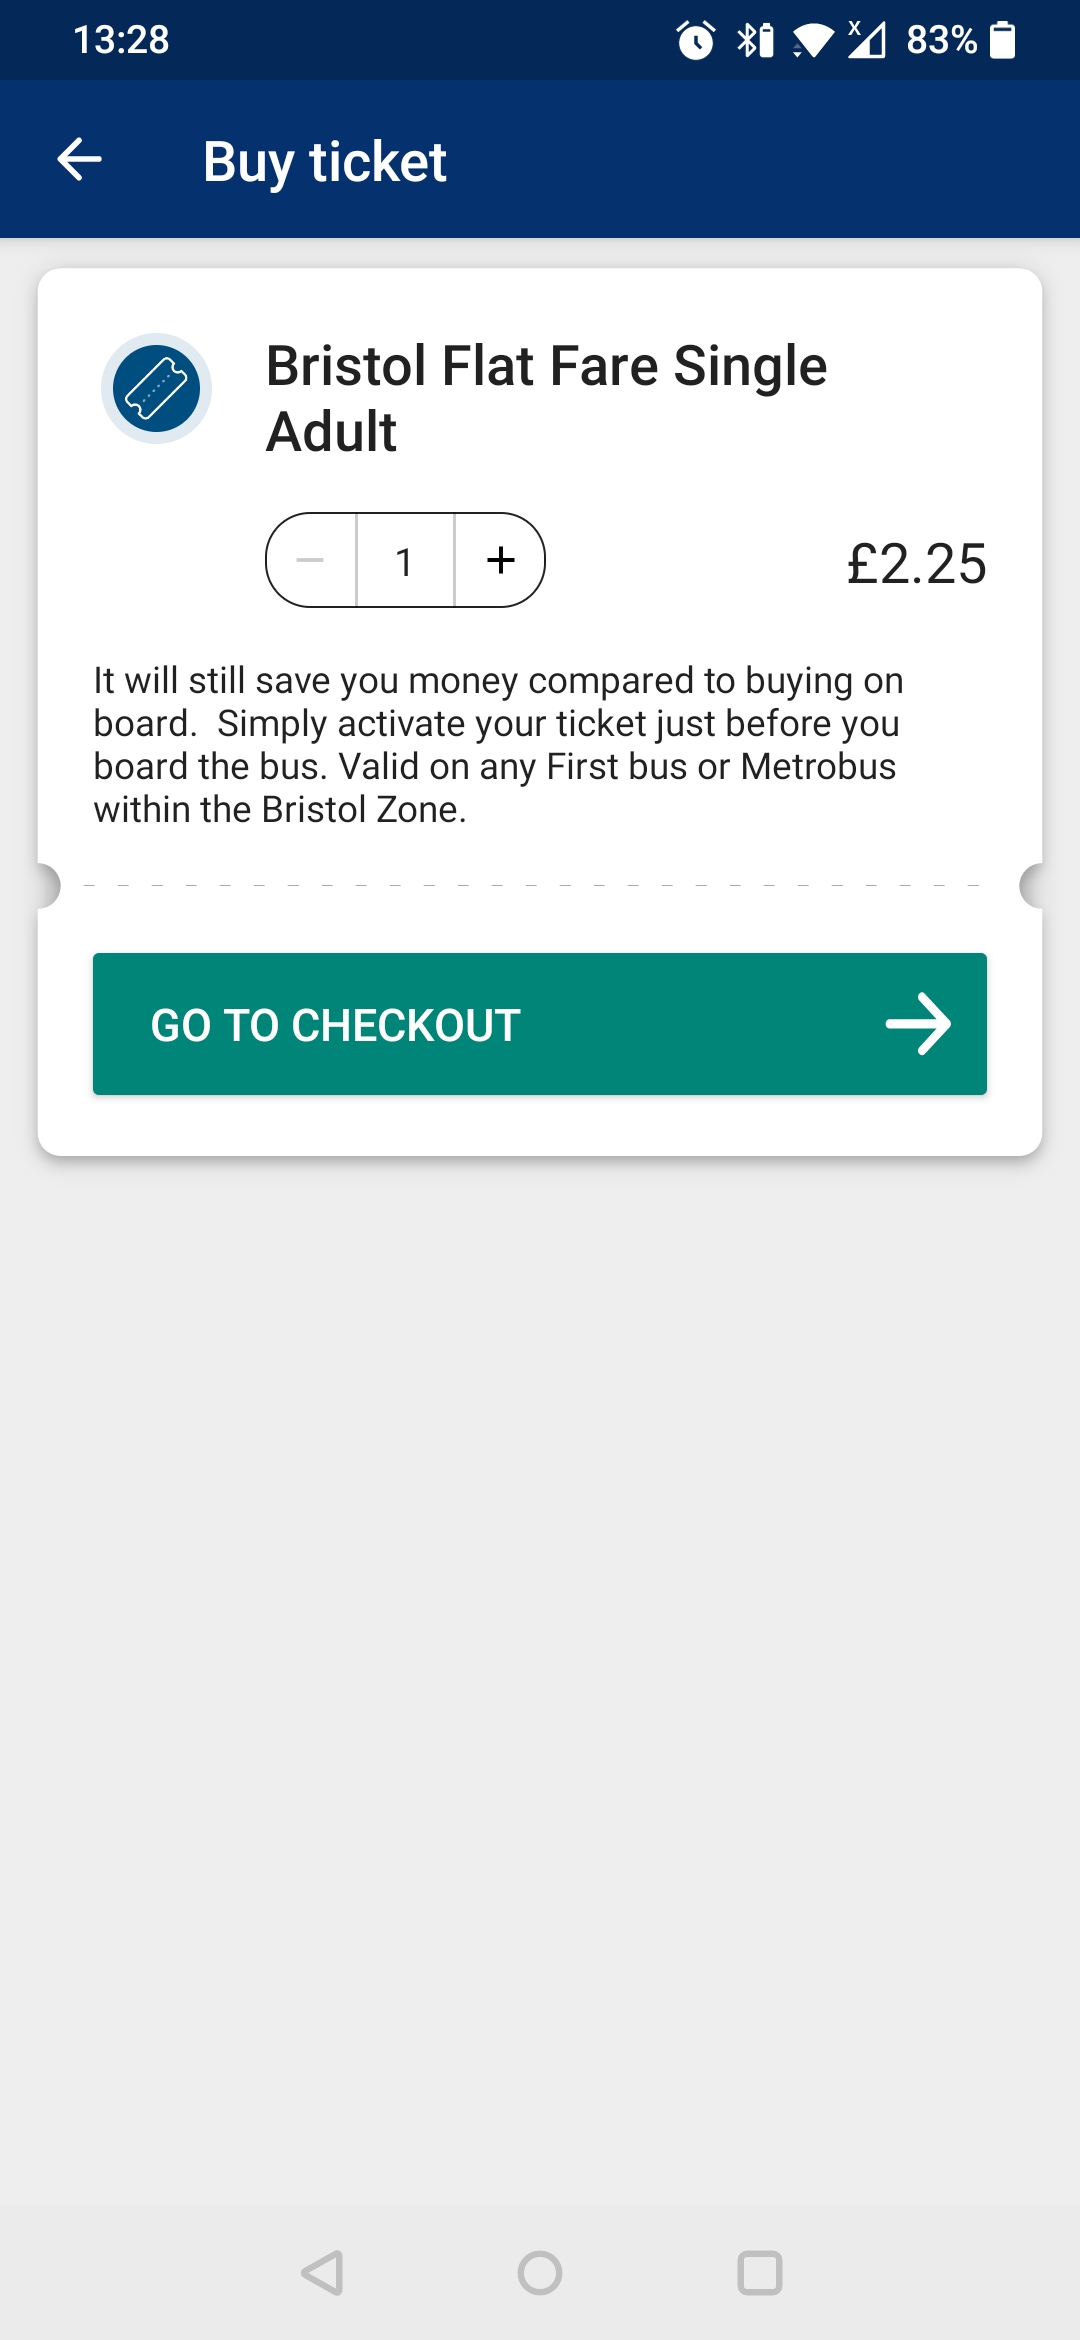 13:28
X
83%
Buy ticket
Bristol Flat Fare Single
Adult
1
£2.25
It will still save you money compared to buying on
board.  Simply activate your ticket just before you
board the bus. Valid on any First bus or Metrobus
within the Bristol Zone.
GO TO CHECKOUT